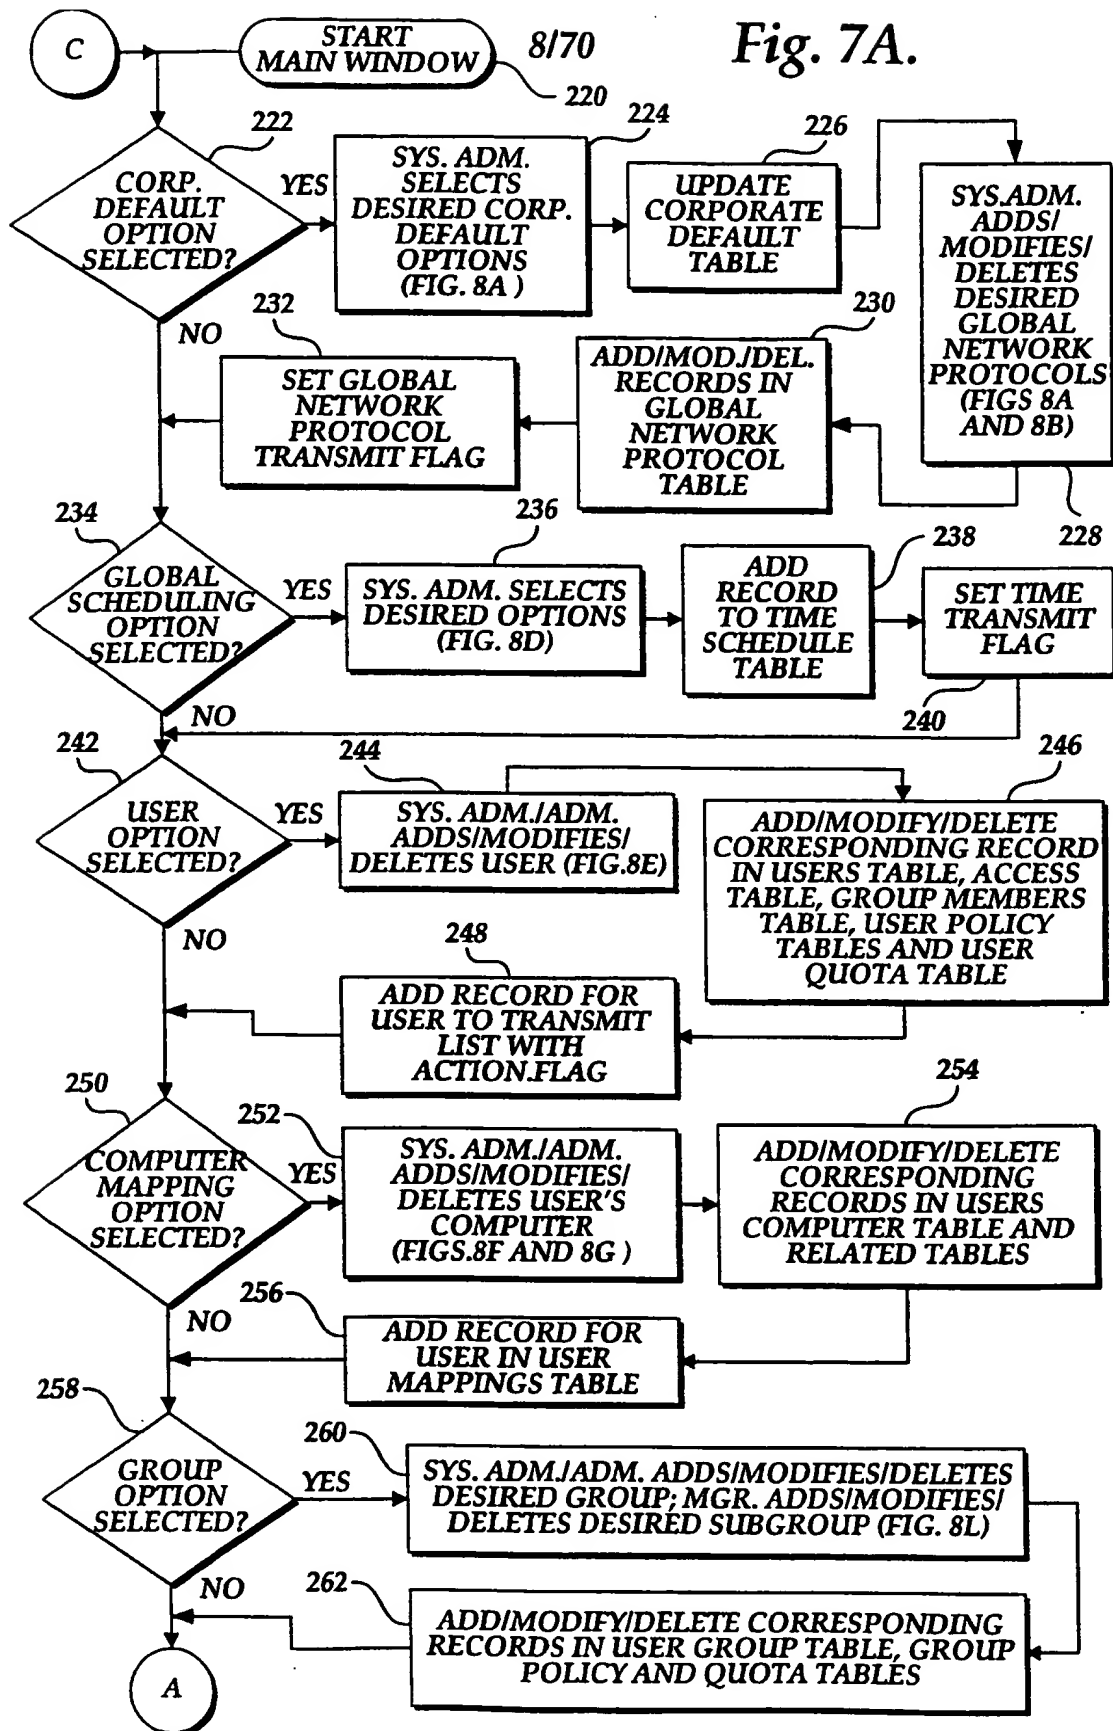 C
START
MAIN WINDOW
8/70
Fig. 7A.
220
222
CORP.
DEFAULT
OPTION
SELECTED?
YES
NO
224
SYS. ADM.
SELECTS
DESIRED CORP.
DEFAULT
OPTIONS
(FIG. 8A )
226
UPDATE
CORPORATE
DEFAULT
TABLE
SYS.ADM.
ADDS/
MODIFIES/
DELETES
DESIRED
GLOBAL
NETWORK
PROTOCOLS
(FIGS 8A
AND 8B)
228
230
ADD/MOD./DEL.
RECORDS IN
GLOBAL
NETWORK
PROTOCOL
TABLE
232
SET GLOBAL
NETWORK
PROTOCOL
TRANSMIT FLAG
234
GLOBAL
SCHEDULING
OPTION
SELECTED?
YES
NO
236
SYS. ADM. SELECTS
DESIRED OPTIONS
(FIG. 8D)
238
ADD
RECORD
TO TIME
SCHEDULE
TABLE
SET TIME
TRANSMIT
FLAG
240
242
USER
OPTION
SELECTED?
YES
NO
244
SYS. ADM./ADM.
ADDS/MODIFIES/
DELETES USER (FIG.8E)
246
ADD/MODIFY/DELETE
CORRESPONDING RECORD
IN USERS TABLE, ACCESS
TABLE, GROUP MEMBERS
TABLE, USER POLICY
TABLES AND USER
QUOTA TABLE
248
ADD RECORD FOR
USER TO TRANSMIT
LIST WITH
ACTION.FLAG
250
COMPUTER
MAPPING
OPTION
SELECTED?
YES
NO
252
SYS. ADM./ADM.
ADDS/MODIFIES/
DELETES USER'S
COMPUTER
(FIGS.8F AND 8G )
254
ADD/MODIFY/DELETE
CORRESPONDING
RECORDS IN USERS
COMPUTER TABLE AND
RELATED TABLES
256
ADD RECORD FOR
USER IN USER
MAPPINGS TABLE
258
GROUP
OPTION
SELECTED?
YES
NO
260
SYS. ADM./ADM. ADDS/MODIFIES/DELETES
DESIRED GROUP; MGR. ADDS/MODIFIES/
DELETES DESIRED SUBGROUP (FIG. 8L)
262
ADD/MODIFY/DELETE CORRESPONDING
RECORDS IN USER GROUP TABLE, GROUP
POLICY AND QUOTA TABLES
A